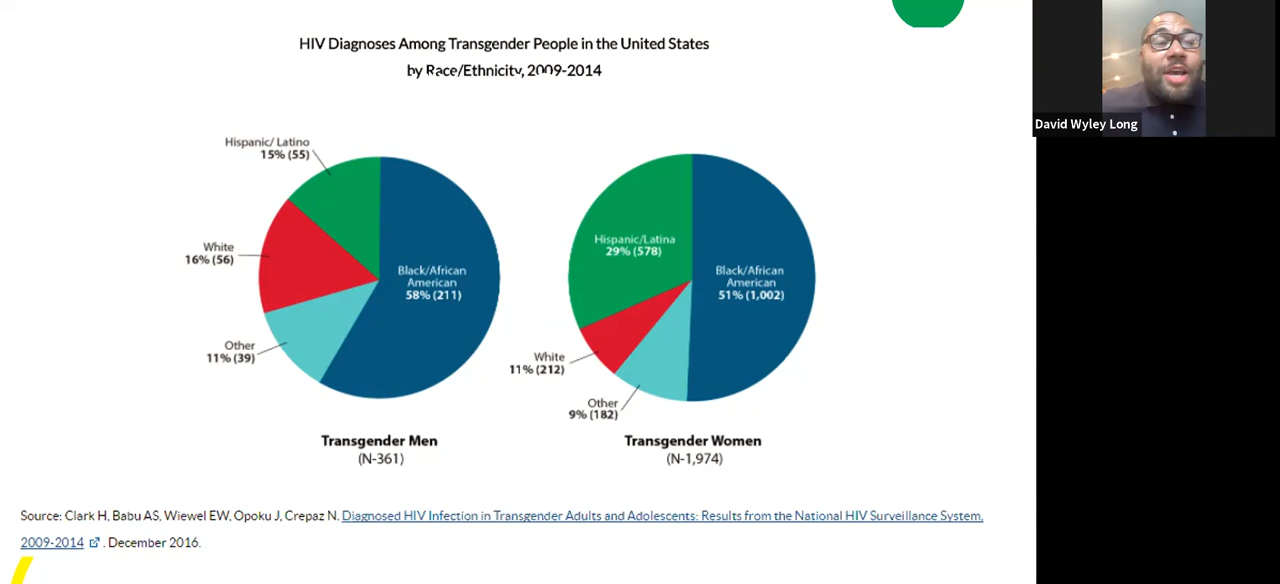 HIV Diagnoses Among Transgender People in the United States
by Race/Ethnicity, 2009-2014
Hispanic/ Latino
15% (55)
White
16% (56)
Other
11% (39)
Black/African
American
58% (211)
Transgender Men
(N-361)
Hispanic/Latina
29% (578)
White
11% (212)
Other
9% (182)
Black/African
American
51% (1,002)
Transgender Women
(N-1,974)
Source: Clark H, Babu AS, Wiewel EW, Opoku J, Crepaz N. Diagnosed HIV Infection in Transgender Adults and Adolescents: Results from the National HIV Surveillance System,
2009-2014 . December 2016.
David Wyley Long